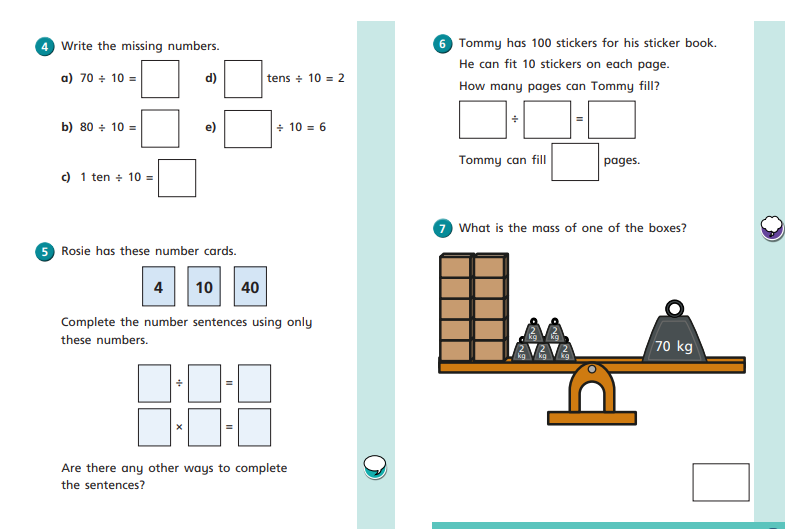 4 Write the missing numbers.
a) 70 ÷ 10 =
d) tens ÷ 10 = 2
b) 80 ÷ 10 =
e) ÷ 10 = 6
c) 1 ten ÷ 10 =
5 Rosie has these number cards.
4 10 40
Complete the number sentences using only
these numbers.
÷ =
× =
Are there any other ways to complete
the sentences?
6 Tommy has 100 stickers for his sticker book.
He can fit 10 stickers on each page.
How many pages can Tommy fill?
÷ =
Tommy can fill pages.
7 What is the mass of one of the boxes?
2 kg 2 kg
2 kg 2 kg 2 kg
70 kg